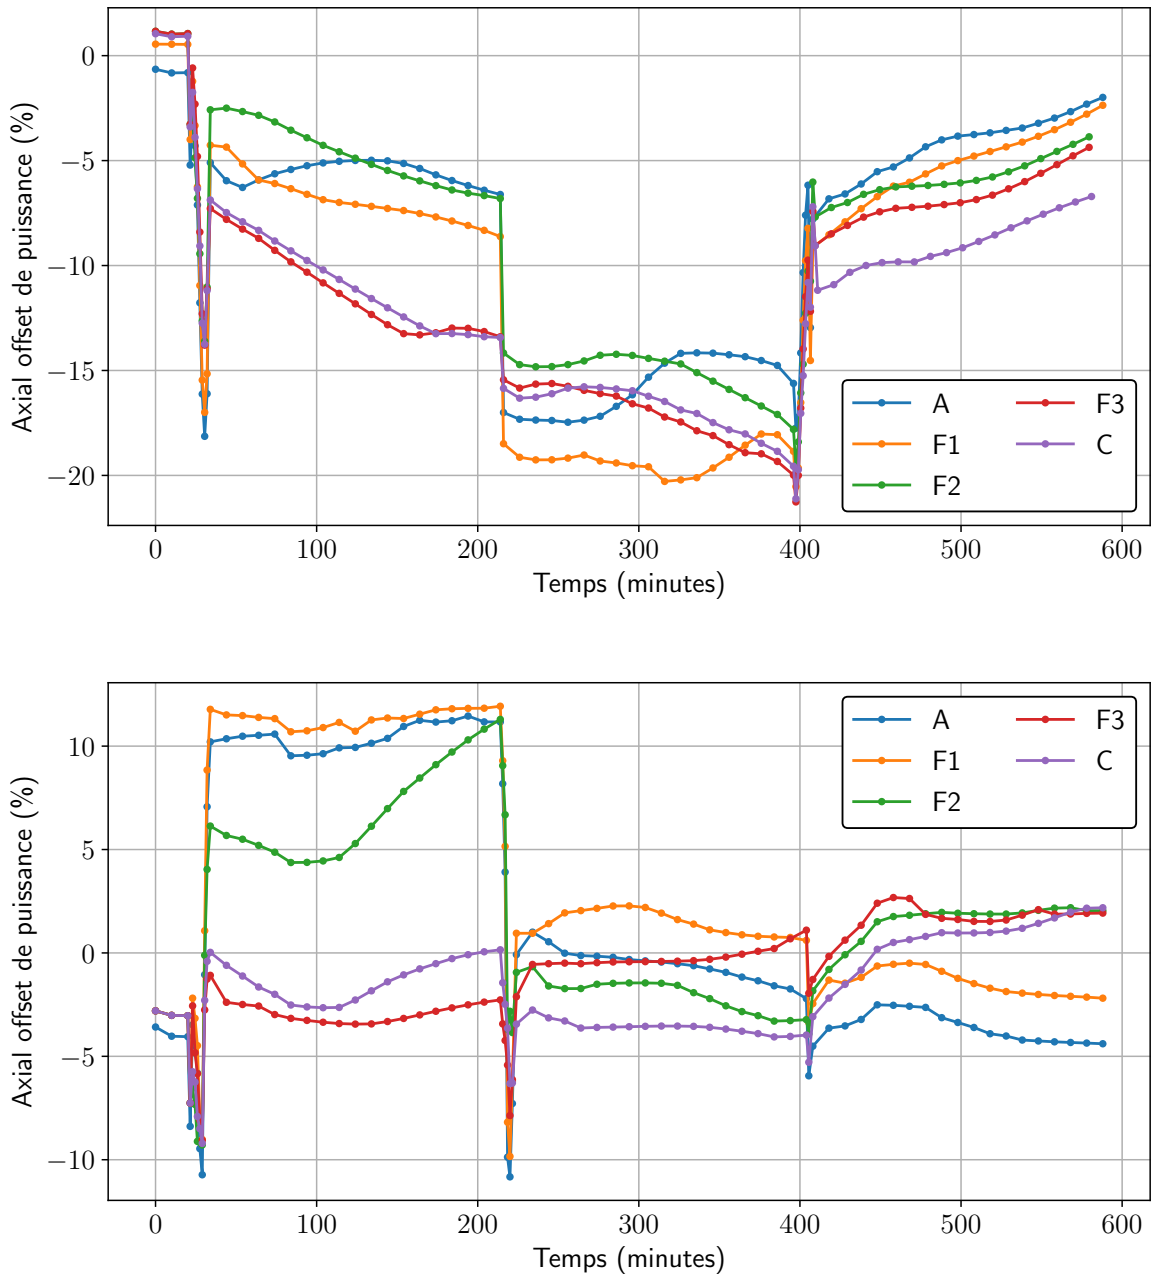 0
−5
−10
−15
−20
Axial offset de puissance (%)
0 100 200 300 400 500 600
Temps (minutes)
A F3
F1 C
F2
10
5
0
−5
−10
Axial offset de puissance (%)
0 100 200 300 400 500 600
Temps (minutes)
A F3
F1 C
F2